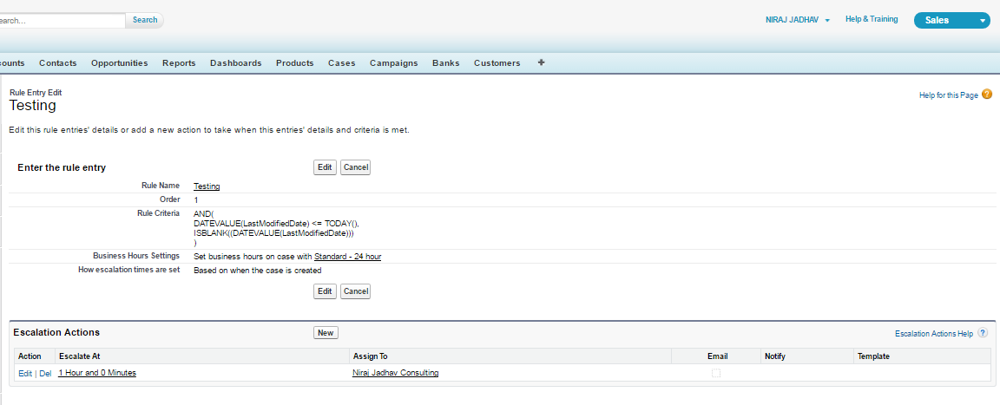 earch...
Search
NIRAJ JADHAV
Help & Training
Sales
ounts Contacts Opportunities Reports Dashboards Products Cases Campaigns Banks Customers +
Rule Entry Edit
Testing
Help for this Page ?
Edit this rule entries' details or add a new action to take when this entries' details and criteria is met.
Enter the rule entry
Edit Cancel
Rule Name Testing
Order 1
Rule Criteria AND(
DATEVALUE(LastModifiedDate) <= TODAY(),
ISBLANK((DATEVALUE(LastModifiedDate)))
)
Business Hours Settings Set business hours on case with Standard - 24 hour
How escalation times are set Based on when the case is created
Edit Cancel
Escalation Actions
New
Escalation Actions Help ?
Action Escalate At Assign To Email Notify Template
Edit | Del 1 Hour and 0 Minutes Niraj Jadhav Consulting